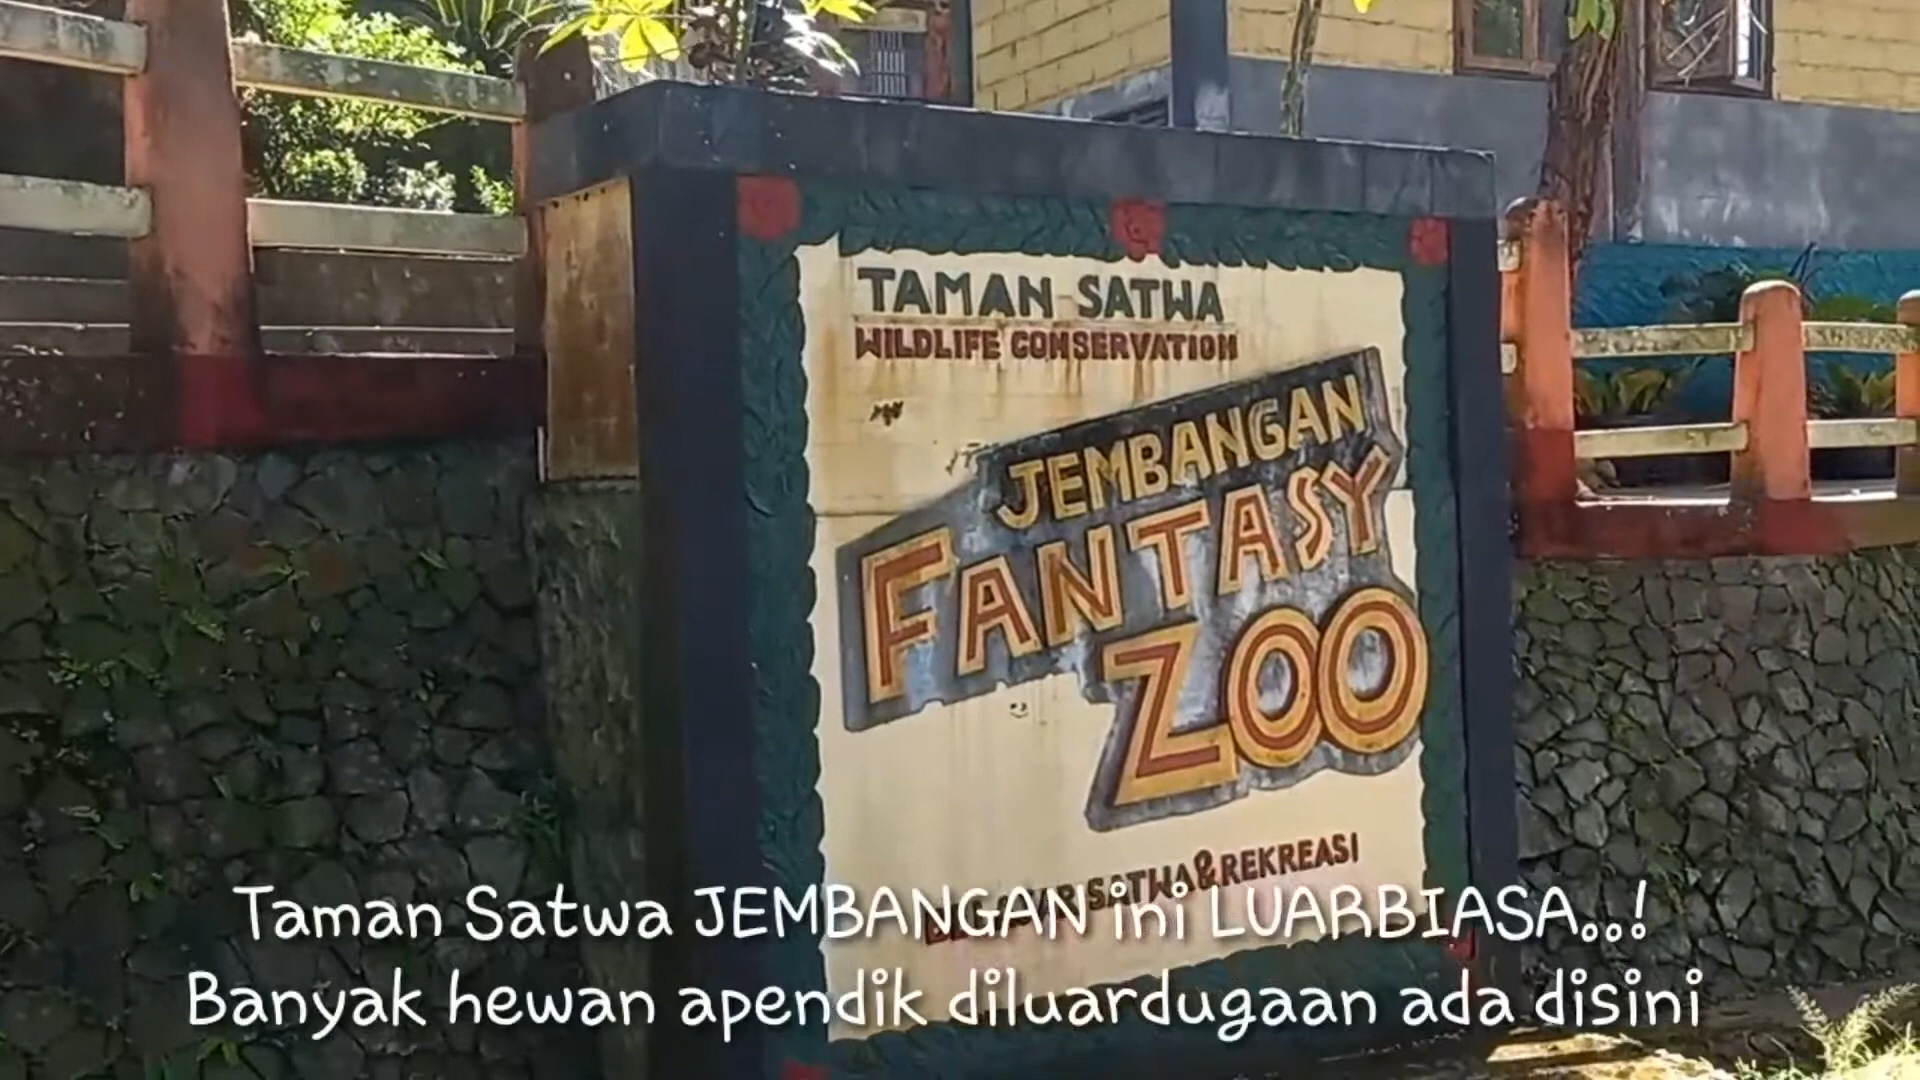 TAMAN SATWA
WILDLIFE CONSERVATION
JEMBANGAN
FANTASY
ZOO
SATWA & REKREASI
Taman Satwa JEMBANGAN ini LUARBIASA..!
Banyak hewan apendik diluardugaan ada disini